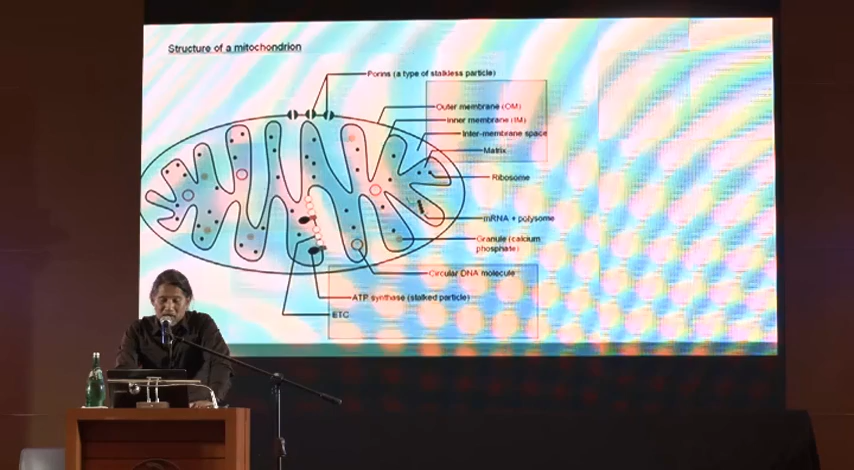 Structure of a mitochondrion
Porins (a type of stalkless particle)
Outer membrane (OM)
Inner membrane (IM)
Inter-membrane space
Matrix
Ribosome
mRNA + polysome
Granule (calcium
phosphate)
Circular DNA molecule
ATP synthase (stalked particle)
ETC